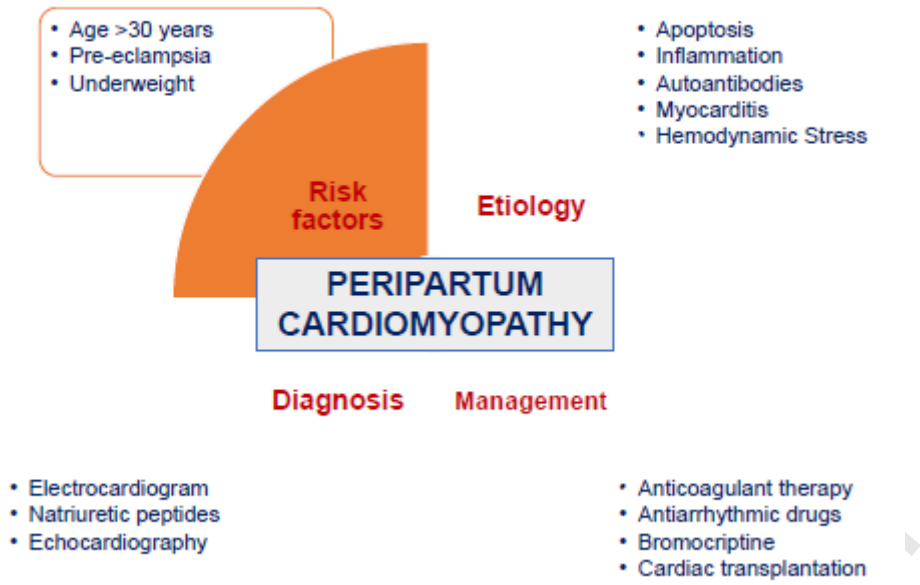 • Age >30 years
• Pre-eclampsia
• Underweight
• Apoptosis
• Inflammation
• Autoantibodies
• Myocarditis
• Hemodynamic Stress
Risk
factors
Etiology
PERIPARTUM
CARDIOMYOPATHY
Diagnosis
Management
• Electrocardiogram
• Natriuretic peptides
• Echocardiography
• Anticoagulant therapy
• Antiarrhythmic drugs
• Bromocriptine
• Cardiac transplantation